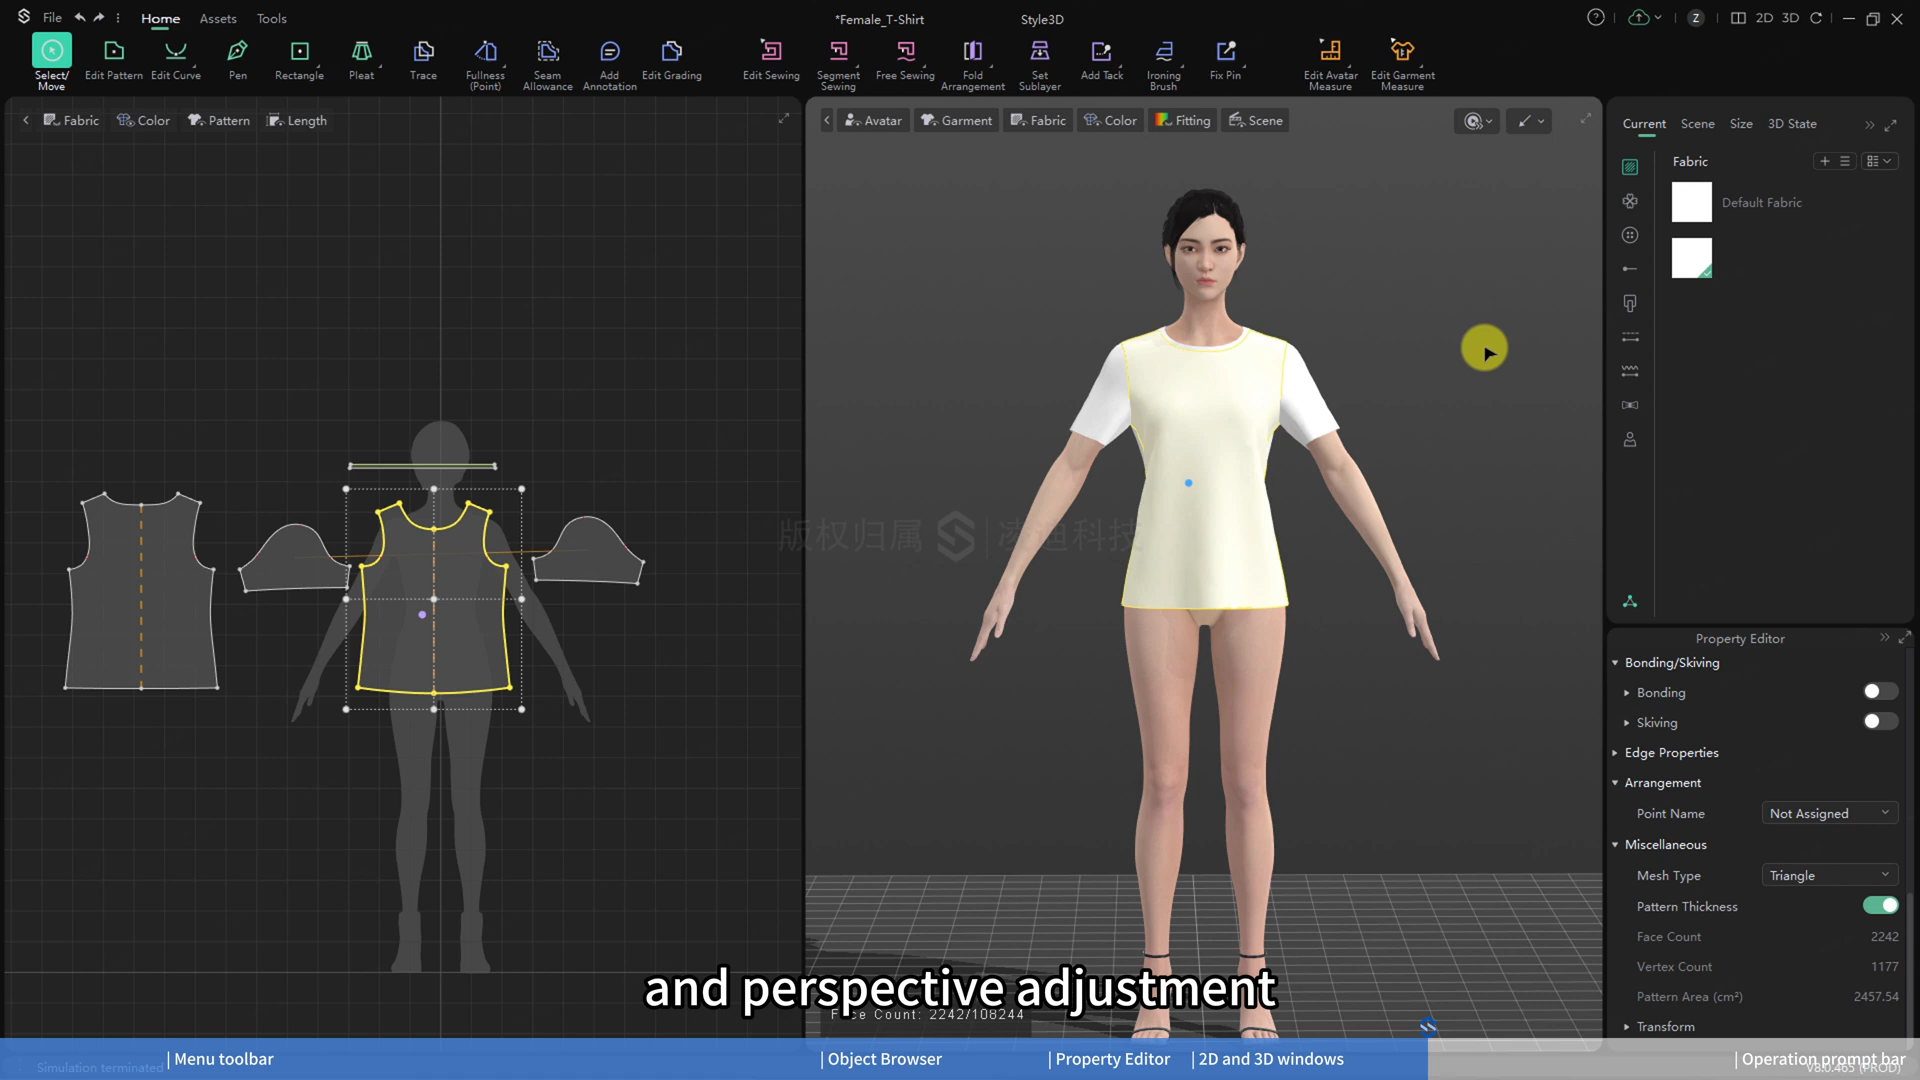 File
Home
Assets
Tools
*Female_T-Shirt
Style3D
Z
2D
3D
Select/
Move
Edit Pattern
Edit Curve
Pen
Rectangle
Pleat
Trace
Fullness
(Point)
Seam
Allowance
Add
Annotation
Edit Grading
Edit Sewing
Segment
Sewing
Free Sewing
Fold
Arrangement
Set
Sublayer
Add Tack
Ironing
Brush
Fix Pin
Edit Avatar
Measure
Edit Garment
Measure
Fabric
Color
Pattern
Length
Avatar
Garment
Fabric
Color
Fitting
Scene
Current
Scene
Size
3D State
Fabric
Default Fabric
版权归属
凌迪科技
Property Editor
Bonding/Skiving
Bonding
Skiving
Edge Properties
Arrangement
Point Name
Not Assigned
Miscellaneous
Mesh Type
Triangle
Pattern Thickness
Face Count
2242
Vertex Count
1177
Pattern Area (cm²)
2457.54
Transform
and perspective adjustment
Face Count: 2242/108244
Simulation terminated
| Menu toolbar
| Object Browser
| Property Editor
| 2D and 3D windows
| Operation prompt bar
V8.0.465 (PROD)